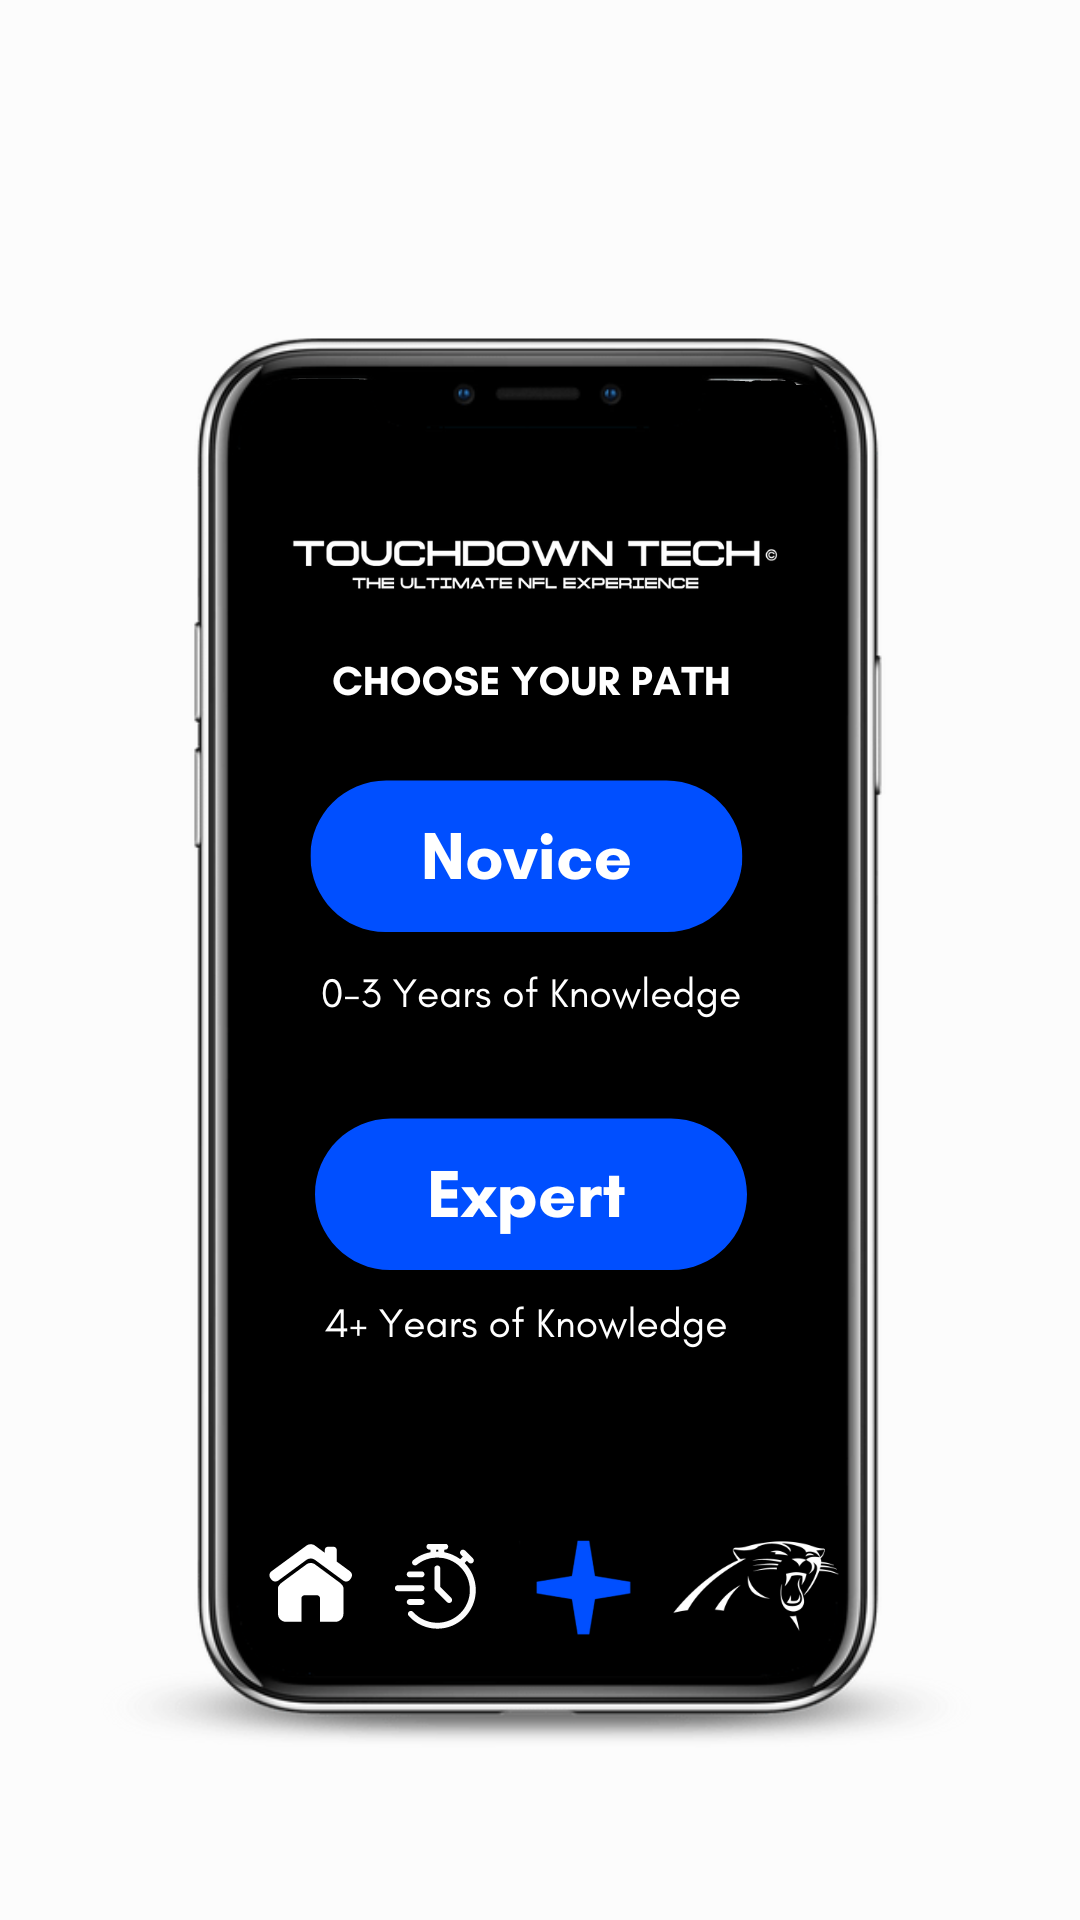 TOUCHDOWN TECH©
THE ULTIMATE NFL EXPERIENCE
CHOOSE YOUR PATH
Novice
0-3 Years of Knowledge
Expert
4+ Years of Knowledge